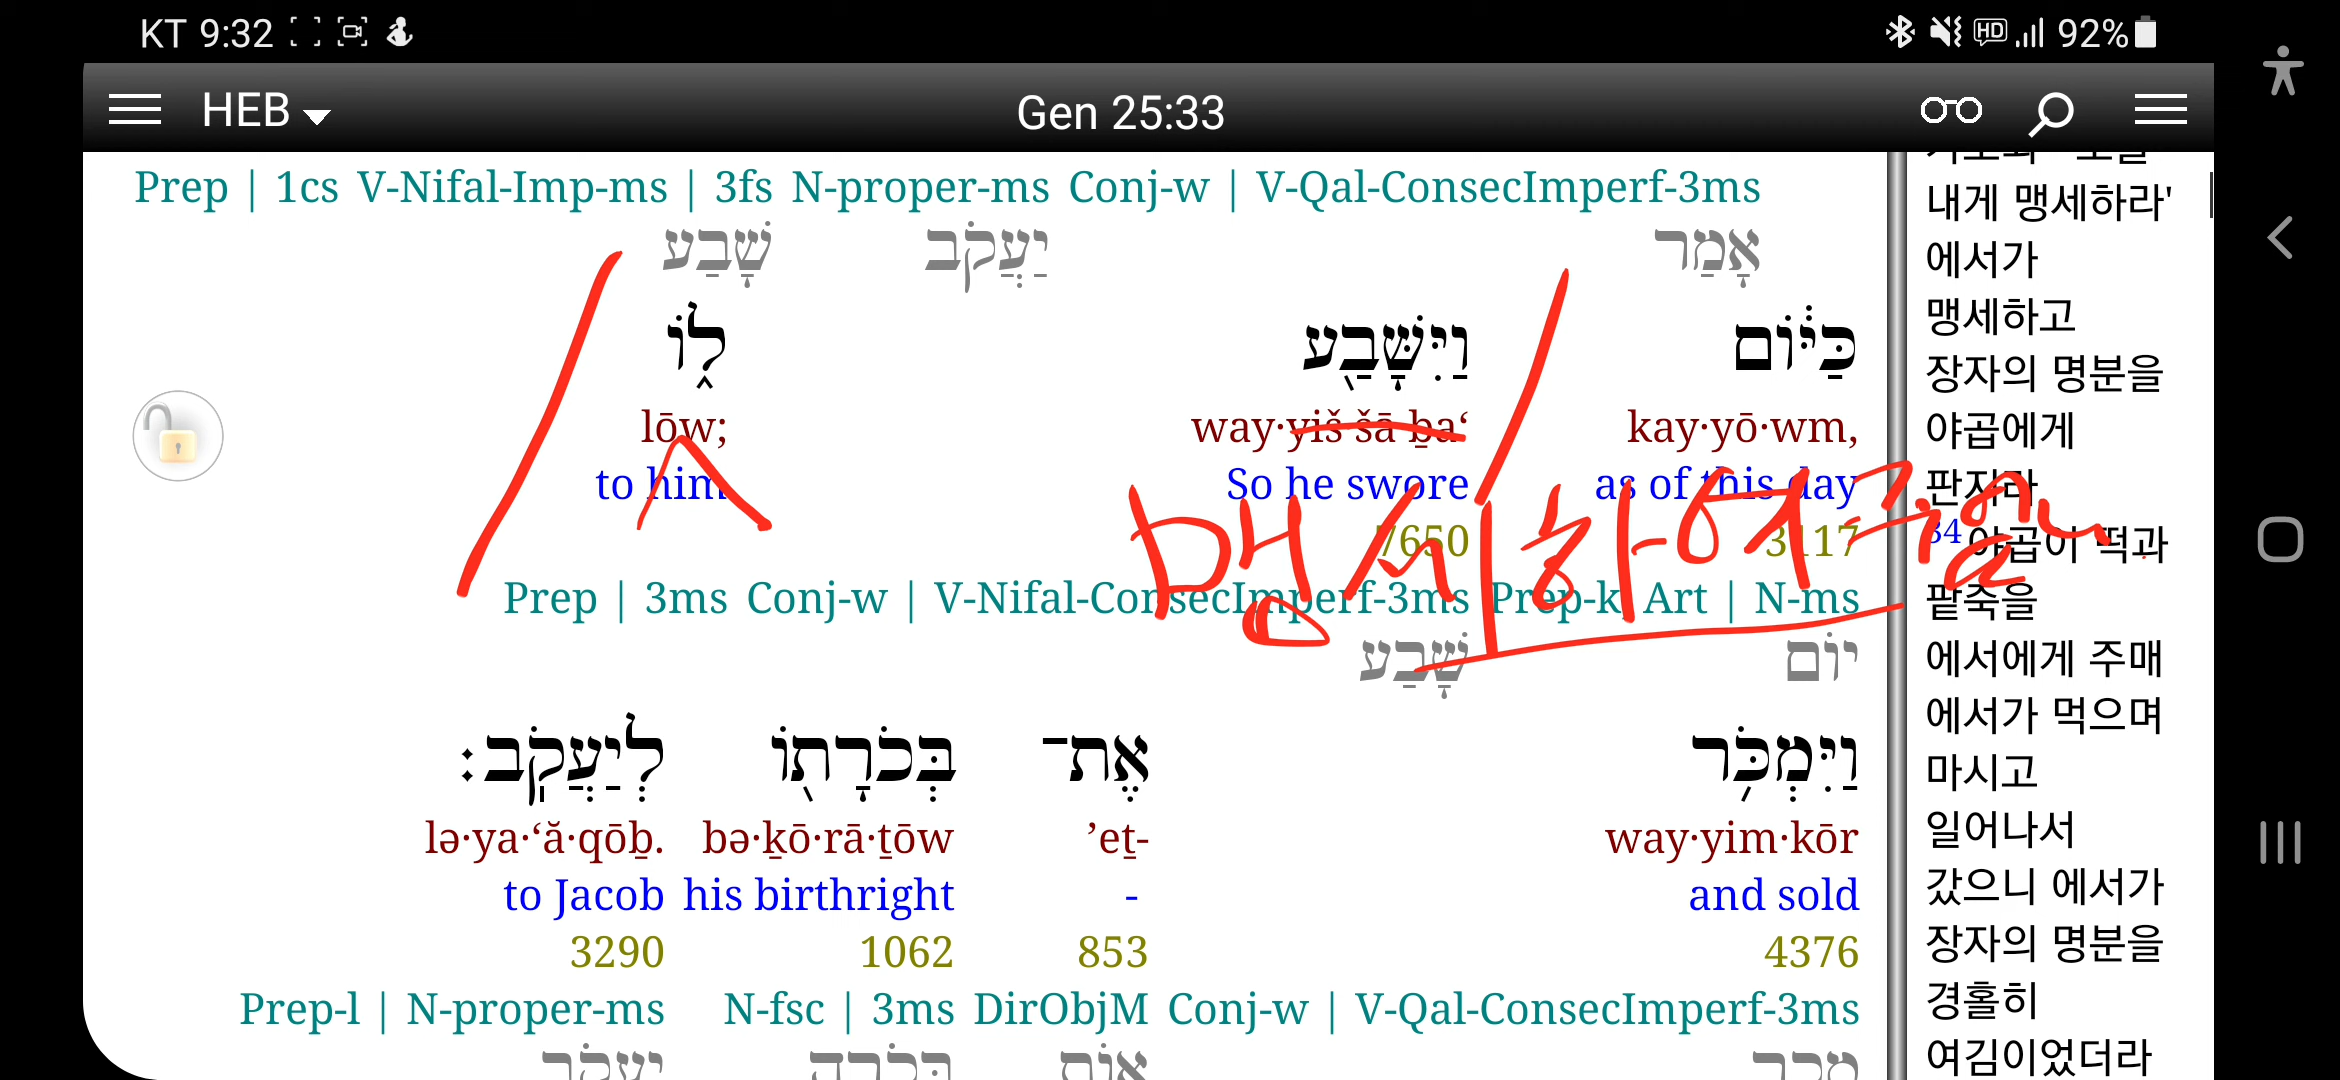 KT 9:32 HD 92%
HEB Gen 25:33
Prep | 1cs V-Nifal-Imp-ms | 3fs N-proper-ms Conj-w | V-Qal-ConsecImperf-3ms
אָמַר יַעֲקֹב שָׁבַע
כַּיּ֔וֹם וַיִּשָּׁבַ֖ע ל֑וֹ
lōw; way·yiš·šā·ḇa‘ kay·yō·wm,
to him So he swore as of this day
7650 3117
Prep | 3ms Conj-w | V-Nifal-ConsecImperf-3ms Prep-k, Art | N-ms
יוֹם שָׁבַע
וַיִּמְכֹּ֥ר אֶת־ בְּכֹרָת֖וֹ לְיַעֲקֹֽב׃
lə·ya·‘ă·qōḇ. bə·ḵō·rā·ṯōw ’eṯ- way·yim·kōr
to Jacob his birthright - and sold
3290 1062 853 4376
Prep-l | N-proper-ms N-fsc | 3ms DirObjM Conj-w | V-Qal-ConsecImperf-3ms
내게 맹세하라'
에서가
맹세하고
장자의 명분을
야곱에게
판지라
34 야곱이 떡과
팥죽을
에서에게 주매
에서가 먹으며
마시고
일어나서
갔으니 에서가
장자의 명분을
경홀히
여김이었더라